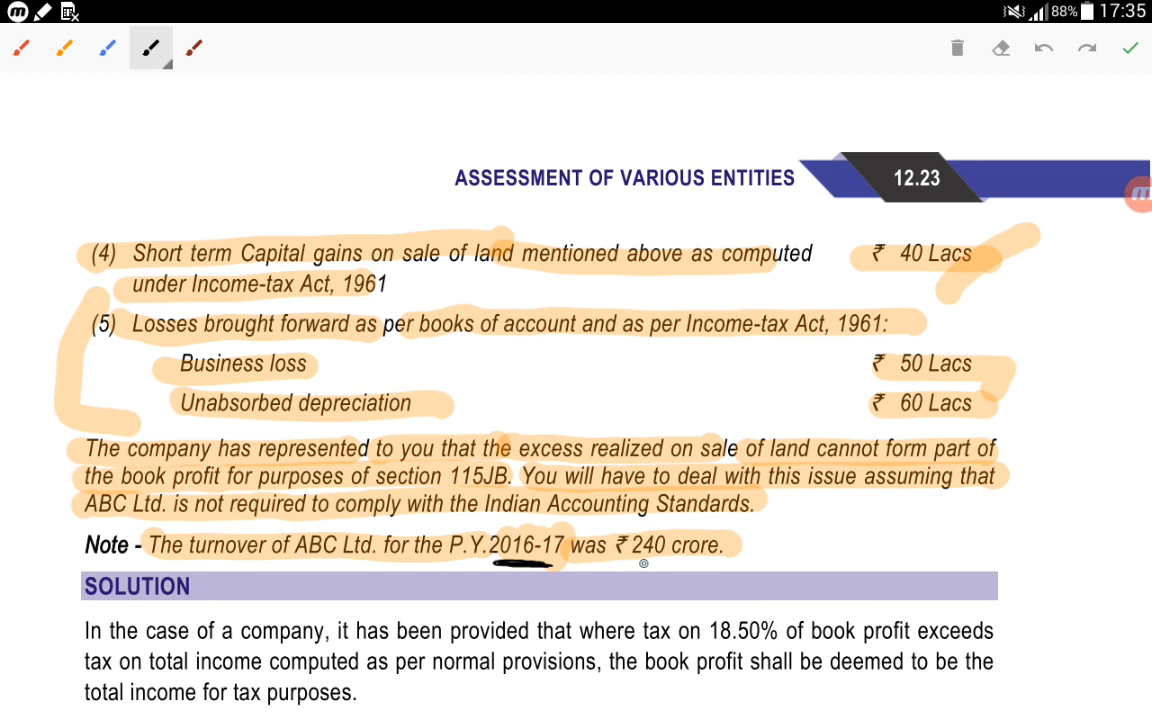 88% 17:35
ASSESSMENT OF VARIOUS ENTITIES 12.23
(4) Short term Capital gains on sale of land mentioned above as computed ₹ 40 Lacs
under Income-tax Act, 1961
(5) Losses brought forward as per books of account and as per Income-tax Act, 1961:
Business loss ₹ 50 Lacs
Unabsorbed depreciation ₹ 60 Lacs
The company has represented to you that the excess realized on sale of land cannot form part of
the book profit for purposes of section 115JB. You will have to deal with this issue assuming that
ABC Ltd. is not required to comply with the Indian Accounting Standards.
Note - The turnover of ABC Ltd. for the P.Y.2016-17 was ₹ 240 crore.
SOLUTION
In the case of a company, it has been provided that where tax on 18.50% of book profit exceeds
tax on total income computed as per normal provisions, the book profit shall be deemed to be the
total income for tax purposes.